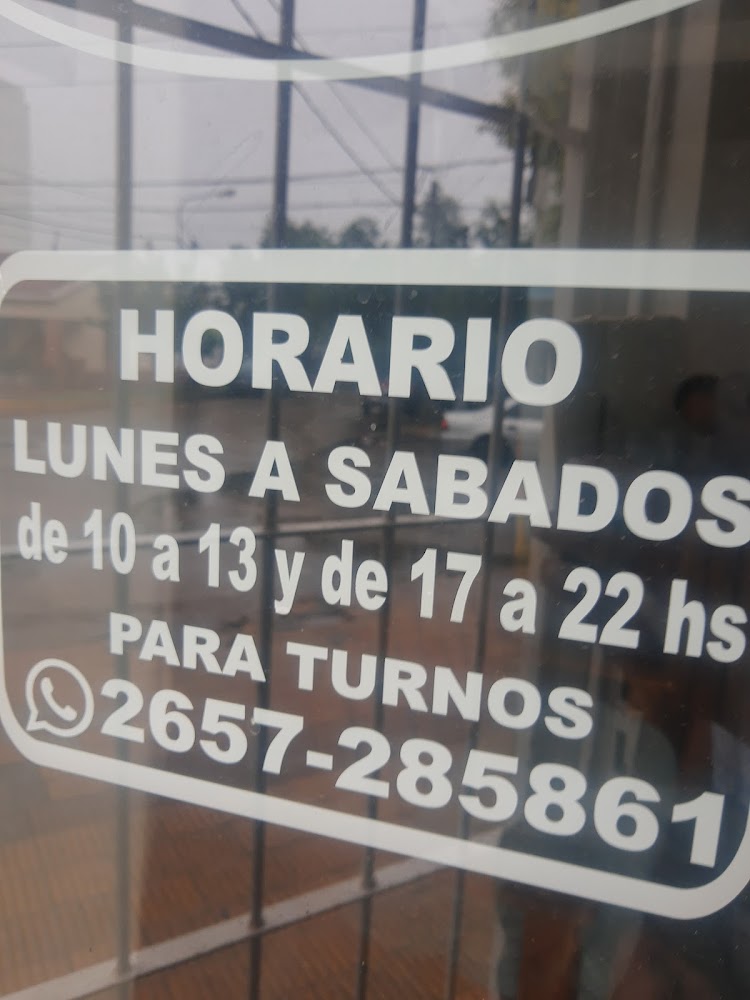 HORARIO
LUNES A SABADOS
de 10 a 13 y de 17 a 22 hs
PARA TURNOS
2657-285861